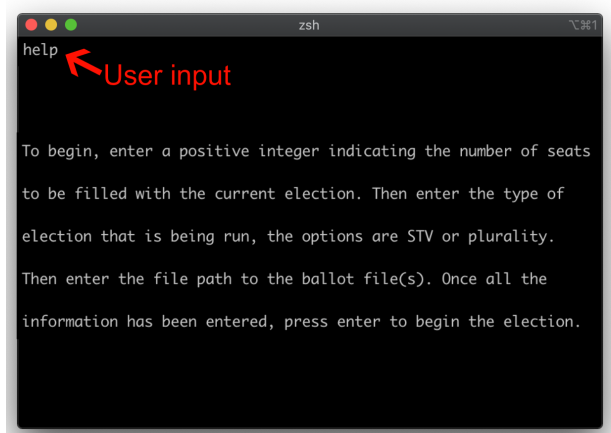 zsh
⌥⌘1
help
User input
To begin, enter a positive integer indicating the number of seats
to be filled with the current election. Then enter the type of
election that is being run, the options are STV or plurality.
Then enter the file path to the ballot file(s). Once all the
information has been entered, press enter to begin the election.